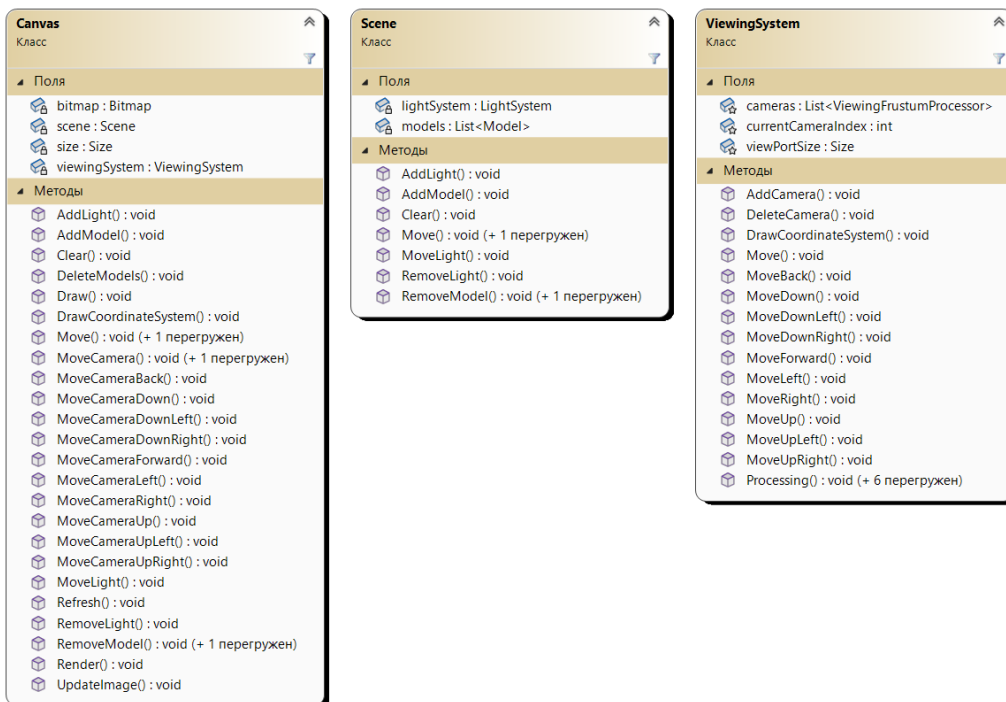 Canvas
Класс
Поля
bitmap : Bitmap
scene : Scene
size : Size
viewingSystem : ViewingSystem
Методы
AddLight() : void
AddModel() : void
Clear() : void
DeleteModels() : void
Draw() : void
DrawCoordinateSystem() : void
Move() : void (+ 1 перегружен)
MoveCamera() : void (+ 1 перегружен)
MoveCameraBack() : void
MoveCameraDown() : void
MoveCameraDownLeft() : void
MoveCameraDownRight() : void
MoveCameraForward() : void
MoveCameraLeft() : void
MoveCameraRight() : void
MoveCameraUp() : void
MoveCameraUpLeft() : void
MoveCameraUpRight() : void
MoveLight() : void
Refresh() : void
RemoveLight() : void
RemoveModel() : void (+ 1 перегружен)
Render() : void
UpdateImage() : void
Scene
Класс
Поля
lightSystem : LightSystem
models : List<Model>
Методы
AddLight() : void
AddModel() : void
Clear() : void
Move() : void (+ 1 перегружен)
MoveLight() : void
RemoveLight() : void
RemoveModel() : void (+ 1 перегружен)
ViewingSystem
Класс
Поля
cameras : List<ViewingFrustumProcessor>
currentCameraIndex : int
viewPortSize : Size
Методы
AddCamera() : void
DeleteCamera() : void
DrawCoordinateSystem() : void
Move() : void
MoveBack() : void
MoveDown() : void
MoveDownLeft() : void
MoveDownRight() : void
MoveForward() : void
MoveLeft() : void
MoveRight() : void
MoveUp() : void
MoveUpLeft() : void
MoveUpRight() : void
Processing() : void (+ 6 перегружен)